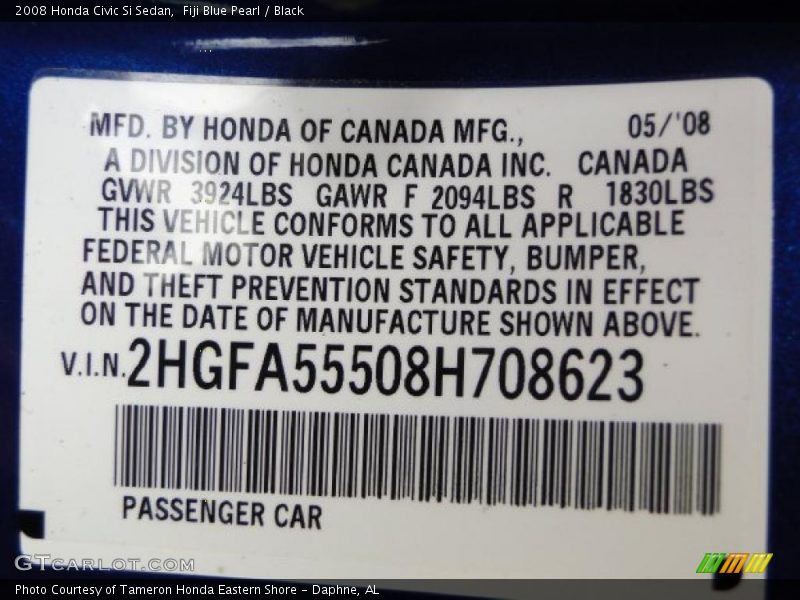 2008 Honda Civic Si Sedan,  Fiji Blue Pearl / Black
MFD. BY HONDA OF CANADA MFG., 05/'08
A DIVISION OF HONDA CANADA INC. CANADA
GVWR 3924LBS GAWR F 2094LBS R 1830LBS
THIS VEHICLE CONFORMS TO ALL APPLICABLE
FEDERAL MOTOR VEHICLE SAFETY, BUMPER,
AND THEFT PREVENTION STANDARDS IN EFFECT
ON THE DATE OF MANUFACTURE SHOWN ABOVE.
V.I.N. 2HGFA55508H708623
PASSENGER CAR
GTcarlot.com
Photo Courtesy of Tameron Honda Eastern Shore – Daphne, AL